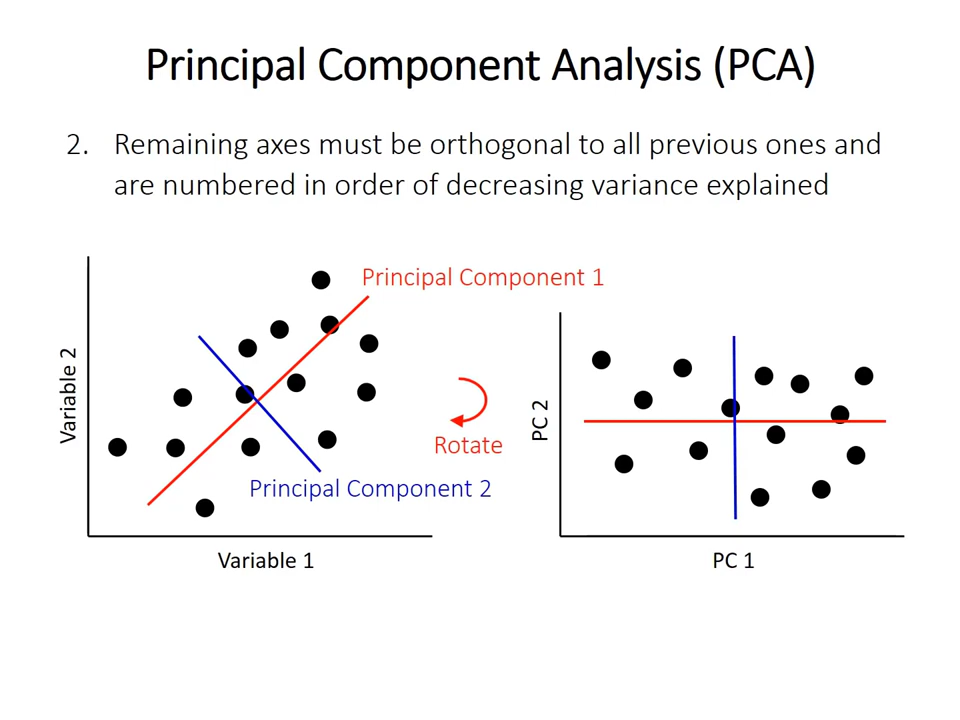 Principal Component Analysis (PCA)
2. Remaining axes must be orthogonal to all previous ones and
are numbered in order of decreasing variance explained
Principal Component 1
Variable 2
Rotate
Principal Component 2
Variable 1
PC 2
PC 1